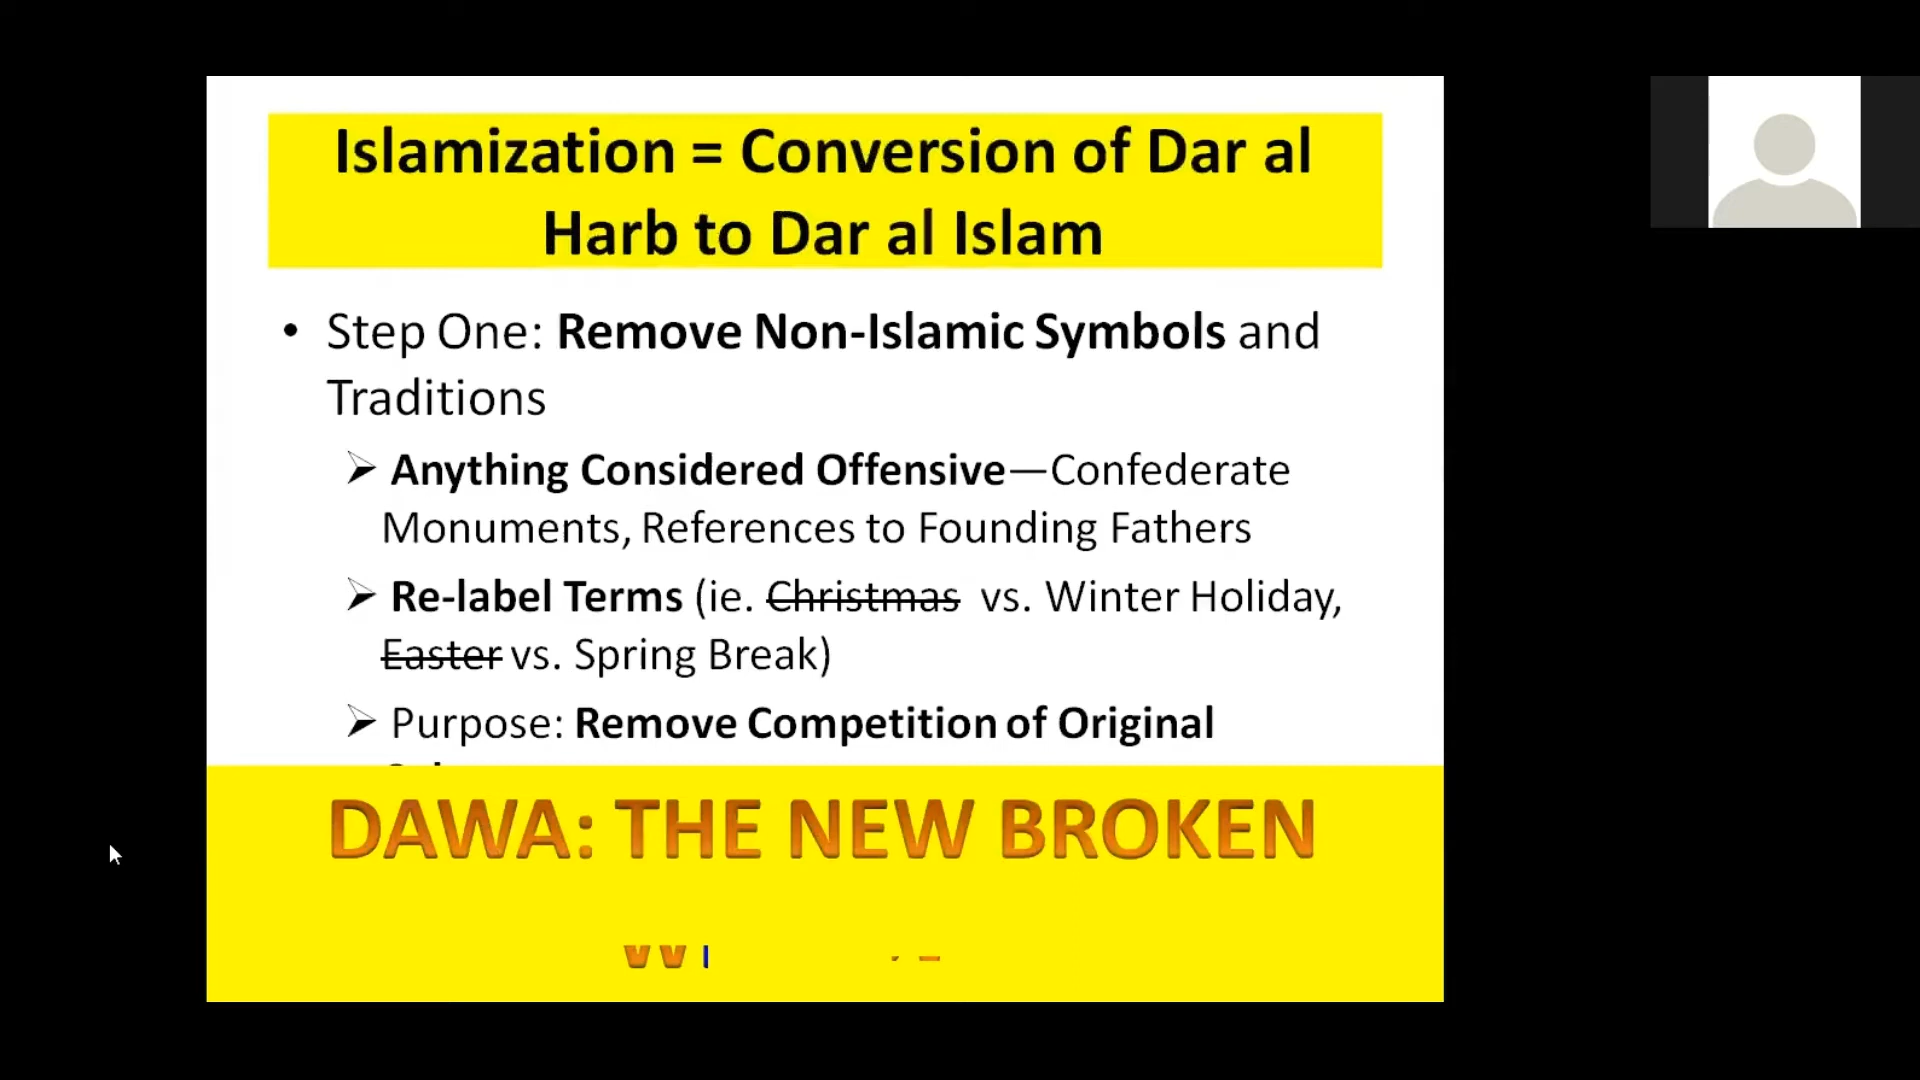 Islamization = Conversion of Dar al
Harb to Dar al Islam
• Step One: Remove Non-Islamic Symbols and
Traditions
➢ Anything Considered Offensive—Confederate
Monuments, References to Founding Fathers
➢ Re-label Terms (ie. Christmas vs. Winter Holiday,
Easter vs. Spring Break)
➢ Purpose: Remove Competition of Original
DAWA: THE NEW BROKEN